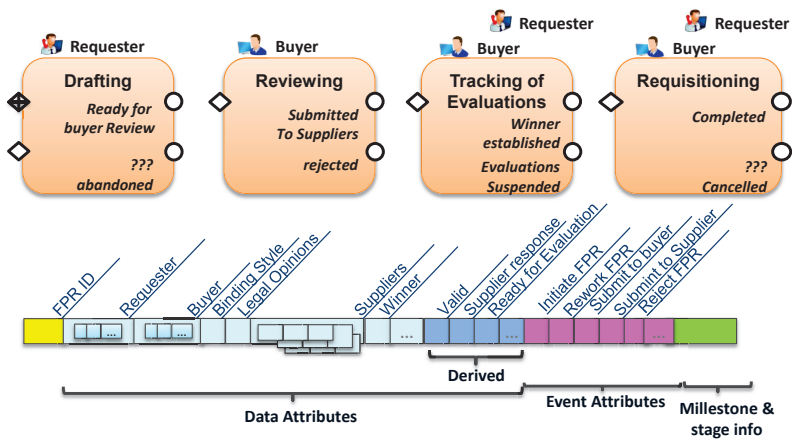 Requester
Buyer
Requester
Buyer
Requester
Buyer
Drafting
Ready for
buyer Review
???
abandoned
Reviewing
Submitted
To Suppliers
rejected
Tracking of
Evaluations
Winner
established
Evaluations
Suspended
Requisitioning
Completed
???
Cancelled
FPR ID
Requester
Buyer
Binding Style
Legal Opinions
Suppliers
Winner
Valid
Supplier response
Ready for Evaluation
Initiate FPR
Rework FPR
Submit to buyer
Submint to Supplier
Reject FPR
...
...
...
...
...
Derived
Data Attributes
Event Attributes
Millestone &
stage info